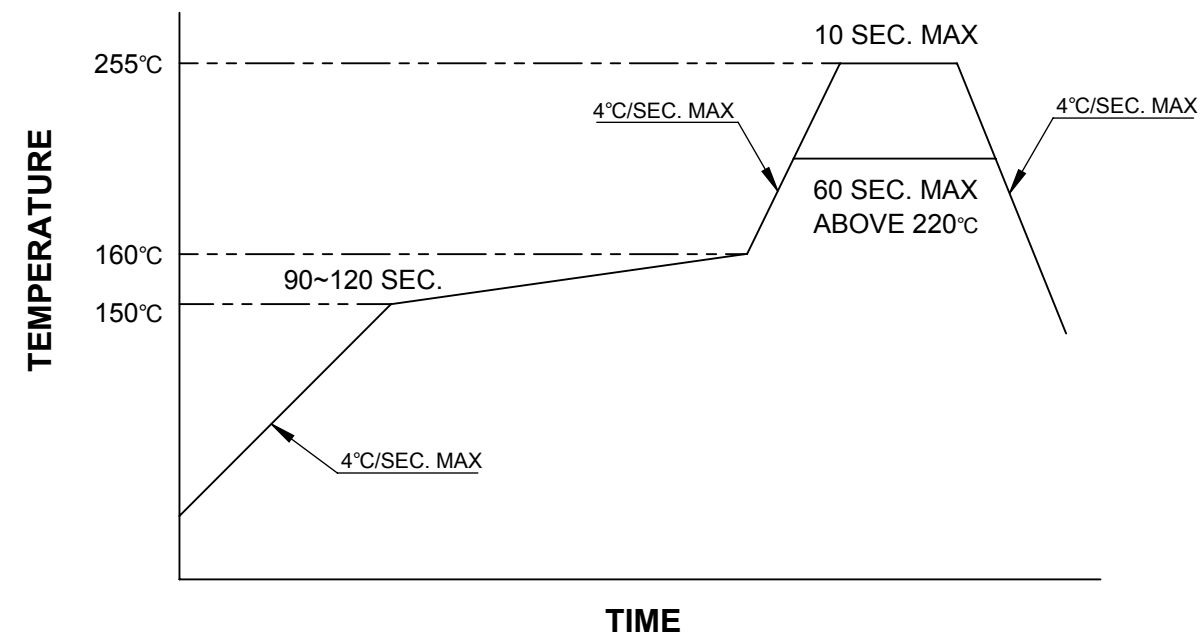 10 SEC. MAX
255℃
4℃/SEC. MAX
4℃/SEC. MAX
60 SEC. MAX
ABOVE 220℃
160℃
90~120 SEC.
150℃
4℃/SEC. MAX
TEMPERATURE
TIME